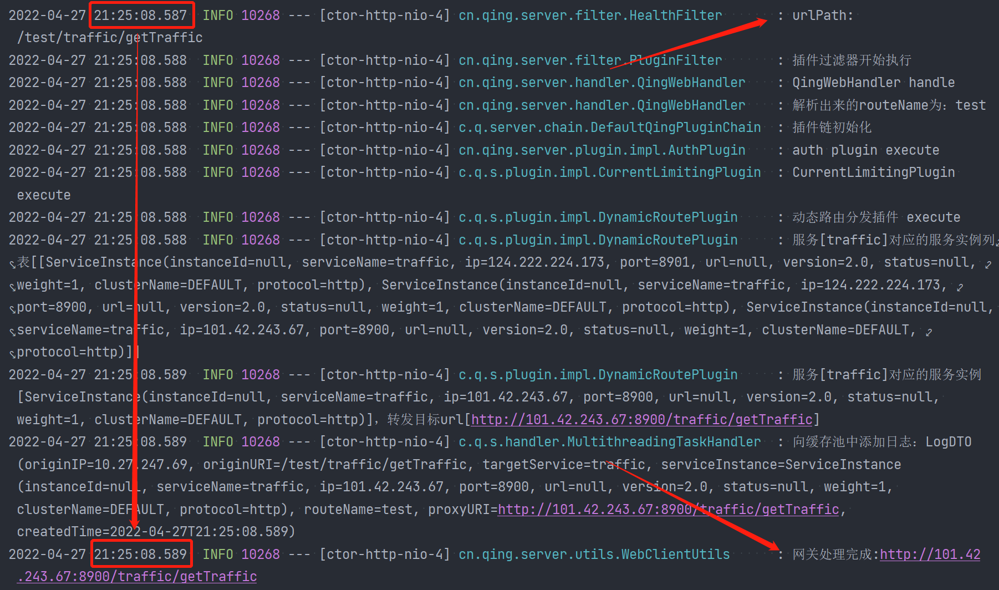 2022-04-27 21:25:08.587 INFO 10268 --- [ctor-http-nio-4] cn.qing.server.filter.HealthFilter : urlPath:
/test/traffic/getTraffic
2022-04-27 21:25:08.588 INFO 10268 --- [ctor-http-nio-4] cn.qing.server.filter.PluginFilter : 插件过滤器开始执行
2022-04-27 21:25:08.588 INFO 10268 --- [ctor-http-nio-4] cn.qing.server.handler.QingWebHandler : QingWebHandler handle
2022-04-27 21:25:08.588 INFO 10268 --- [ctor-http-nio-4] cn.qing.server.handler.QingWebHandler : 解析出来的routeName为：test
2022-04-27 21:25:08.588 INFO 10268 --- [ctor-http-nio-4] c.q.server.chain.DefaultQingPluginChain : 插件链初始化
2022-04-27 21:25:08.588 INFO 10268 --- [ctor-http-nio-4] cn.qing.server.plugin.impl.AuthPlugin : auth plugin execute
2022-04-27 21:25:08.588 INFO 10268 --- [ctor-http-nio-4] c.q.s.plugin.impl.CurrentLimitingPlugin : CurrentLimitingPlugin
execute
2022-04-27 21:25:08.588 INFO 10268 --- [ctor-http-nio-4] c.q.s.plugin.impl.DynamicRoutePlugin : 动态路由分发插件 execute
2022-04-27 21:25:08.588 INFO 10268 --- [ctor-http-nio-4] c.q.s.plugin.impl.DynamicRoutePlugin : 服务[traffic]对应的服务实例列
表[[ServiceInstance(instanceId=null, serviceName=traffic, ip=124.222.224.173, port=8901, url=null, version=2.0, status=null,
weight=1, clusterName=DEFAULT, protocol=http), ServiceInstance(instanceId=null, serviceName=traffic, ip=124.222.224.173,
port=8900, url=null, version=2.0, status=null, weight=1, clusterName=DEFAULT, protocol=http), ServiceInstance(instanceId=null,
serviceName=traffic, ip=101.42.243.67, port=8900, url=null, version=2.0, status=null, weight=1, clusterName=DEFAULT,
protocol=http)]]
2022-04-27 21:25:08.589 INFO 10268 --- [ctor-http-nio-4] c.q.s.plugin.impl.DynamicRoutePlugin : 服务[traffic]对应的服务实例
[ServiceInstance(instanceId=null, serviceName=traffic, ip=101.42.243.67, port=8900, url=null, version=2.0, status=null,
weight=1, clusterName=DEFAULT, protocol=http)]，转发目标url[http://101.42.243.67:8900/traffic/getTraffic]
2022-04-27 21:25:08.589 INFO 10268 --- [ctor-http-nio-4] c.q.s.handler.MultithreadingTaskHandler : 向缓存池中添加日志：LogDTO
(originIP=10.27.247.69, originURI=/test/traffic/getTraffic, targetService=traffic, serviceInstance=ServiceInstance
(instanceId=null, serviceName=traffic, ip=101.42.243.67, port=8900, url=null, version=2.0, status=null, weight=1,
clusterName=DEFAULT, protocol=http), routeName=test, proxyURI=http://101.42.243.67:8900/traffic/getTraffic,
createdTime=2022-04-27T21:25:08.589)
2022-04-27 21:25:08.589 INFO 10268 --- [ctor-http-nio-4] cn.qing.server.utils.WebClientUtils : 网关处理完成:http://101.42
.243.67:8900/traffic/getTraffic